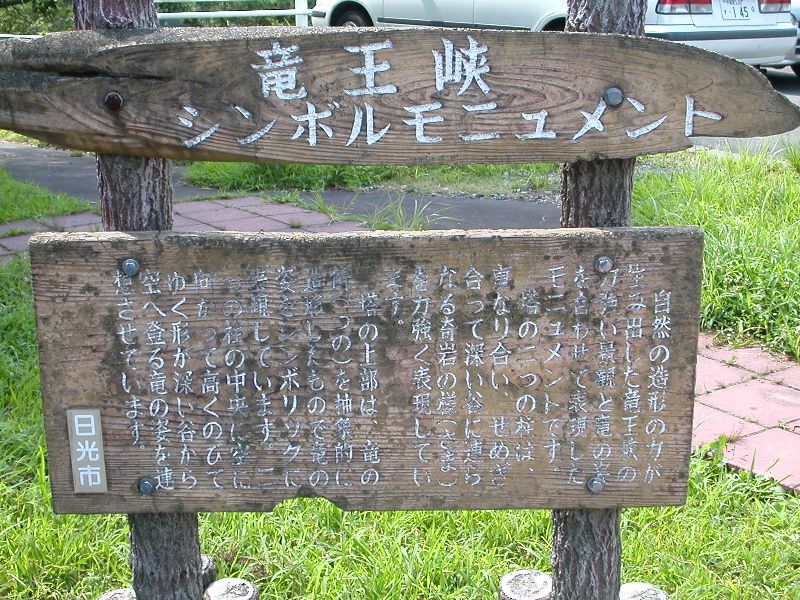 竜王峡
シンボルモニュメント
自然の造形の力が
生み出した竜王峡の
力強い景観と竜の姿
を合わせて表現した
モニュメントです。
塔の二つの柱は、
重なり合い、せめぎ
合って深い谷に連ら
なる奇岩の様(さま)
を力強く表現してい
ます。
塔の上部は、竜の
角(つの)を抽象的に
造形したもので竜の
姿をシンボリックに
表現しています。二
つの柱の中央に空に
向かって高くのびて
ゆく形が深い谷から
空へ登る竜の姿を連
想させています。
日光市
・145